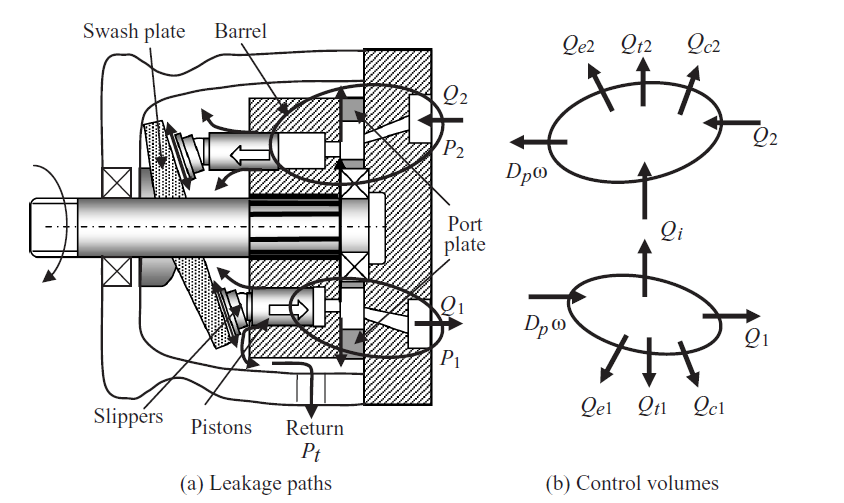 Swash plate
Barrel
Q2
P2
Port
plate
Q1
P1
Slippers
Pistons
Return
Pt
(a) Leakage paths
Qe2 Qt2 Qc2
Q2
Dpω
Qi
Dpω
Q1
Qe1 Qt1 Qc1
(b) Control volumes